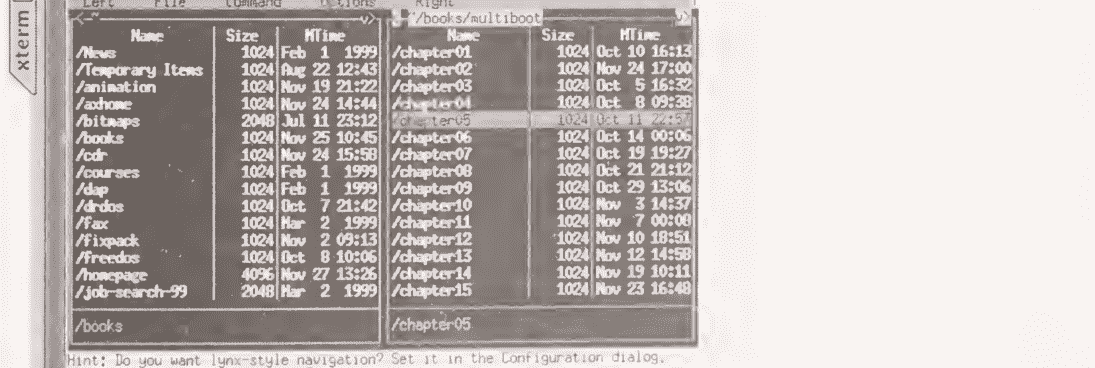 xterm
Left File Command Options Right
<~ v> ~/books/multiboot v>
Name Size MTime Name Size MTime
/News 1024 Feb 1 1999 /chapter01 1024 Oct 10 16:13
/Temporary Items 1024 Aug 22 12:43 /chapter02 1024 Nov 24 17:00
/animation 1024 Nov 19 21:22 /chapter03 1024 Oct 5 16:32
/axhome 1024 Nov 24 14:44 /chapter04 1024 Oct 8 09:38
/bitmaps 2048 Jul 11 23:12 /chapter05 1024 Oct 11 22:57
/books 1024 Nov 25 10:45 /chapter06 1024 Oct 14 00:06
/cdr 1024 Nov 24 15:58 /chapter07 1024 Oct 19 19:27
/courses 1024 Feb 1 1999 /chapter08 1024 Oct 21 21:12
/dap 1024 Feb 1 1999 /chapter09 1024 Oct 29 13:06
/drdos 1024 Oct 7 21:42 /chapter10 1024 Nov 3 14:37
/fax 1024 Mar 2 1999 /chapter11 1024 Nov 7 00:08
/fixpack 1024 Nov 2 09:13 /chapter12 1024 Nov 10 18:51
/freedos 1024 Oct 8 10:06 /chapter13 1024 Nov 12 14:58
/homepage 4096 Nov 27 13:26 /chapter14 1024 Nov 19 10:11
/job-search-99 2048 Mar 2 1999 /chapter15 1024 Nov 23 16:48
/books /chapter05
Hint: Do you want lynx-style navigation? Set it in the Configuration dialog.